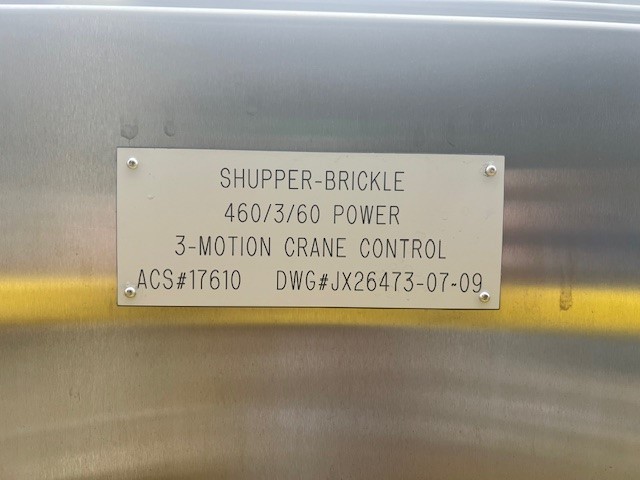 SHUPPER-BRICKLE
460/3/60 POWER
3-MOTION CRANE CONTROL
ACS#17610 DWG#JX26473-07~09